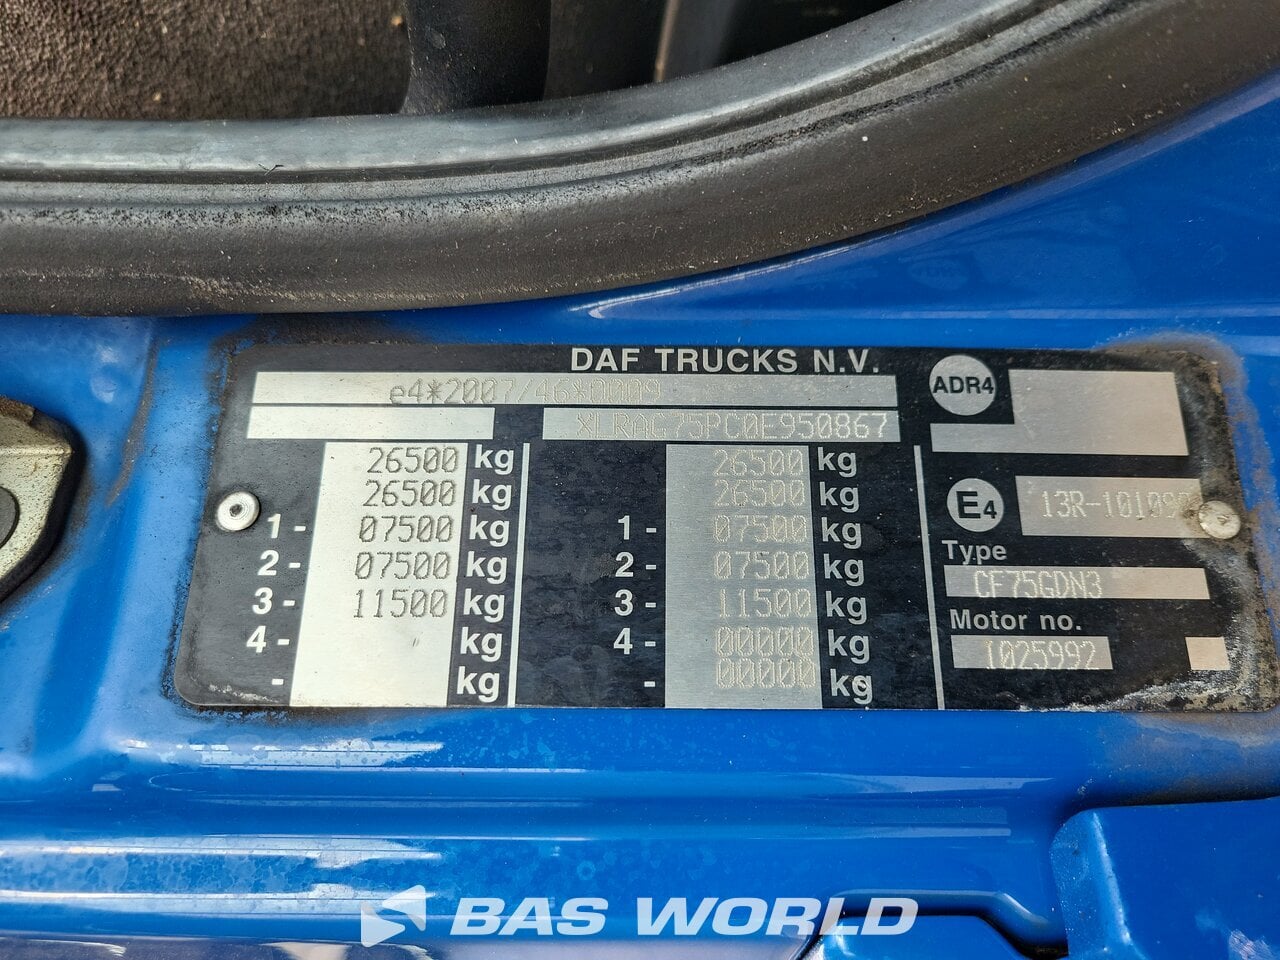 DAF TRUCKS N.V.
e4*2007/46*0009
ADR4
XLRAG75PC0E950867
26500 kg 26500 kg
26500 kg 26500 kg
E4 13R-10109
1- 07500 kg 1- 07500 kg
Type
2- 07500 kg 2- 07500 kg
CF75GDN3
3- 11500 kg 3- 11500 kg
Motor no.
4- kg 4- 00000 kg
1025992
- kg - 00000 kg
BAS WORLD